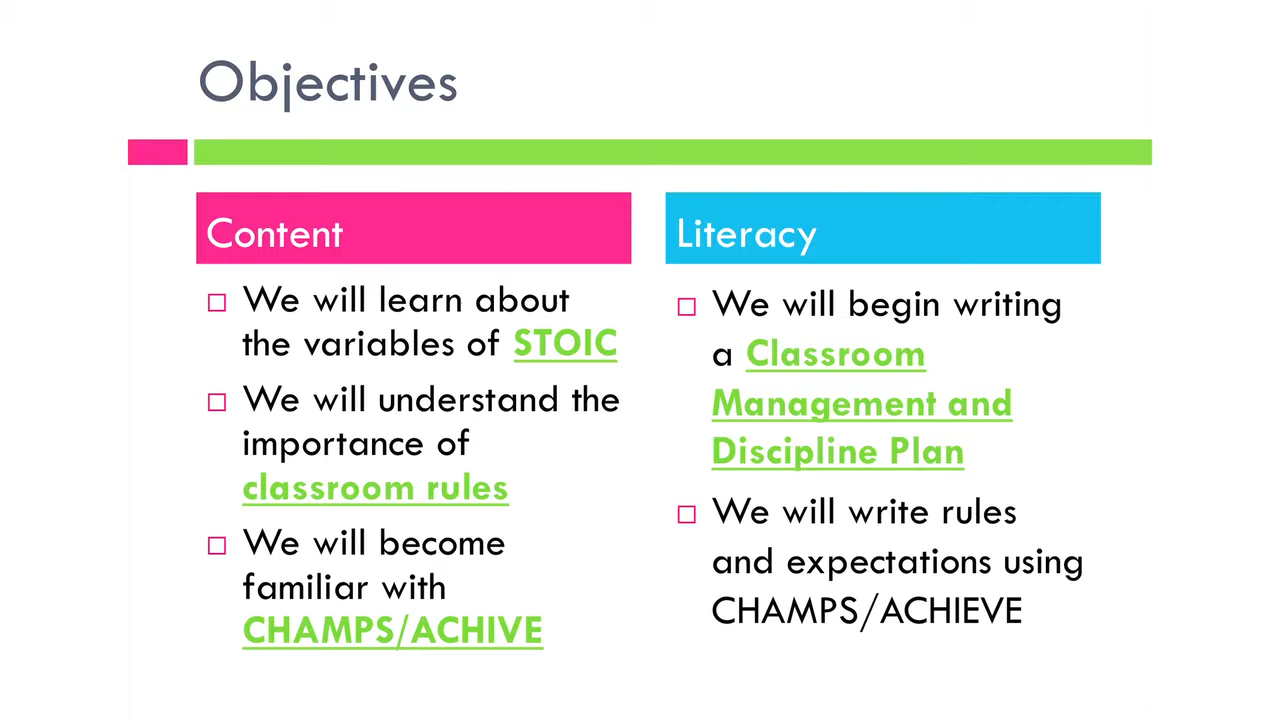 Objectives
Content
We will learn about
the variables of STOIC
We will understand the
importance of
classroom rules
We will become
familiar with
CHAMPS/ACHIVE
Literacy
We will begin writing
a Classroom
Management and
Discipline Plan
We will write rules
and expectations using
CHAMPS/ACHIEVE